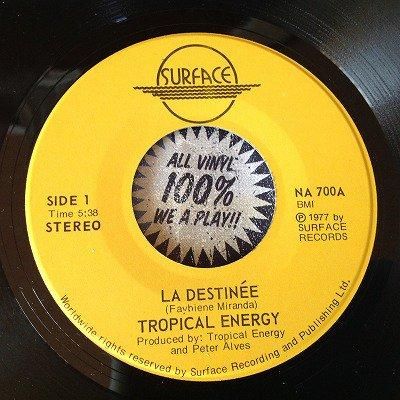 SURFACE
ALL VINYL
100%
WE A PLAY!!
SIDE 1
Time 5:38
STEREO
NA 700A
BMI
℗ 1977 by
SURFACE
RECORDS
LA DESTINÉE
(Fayhiene Miranda)
TROPICAL ENERGY
Produced by: Tropical Energy
and Peter Alves
Worldwide rights reserved by Surface Recording and Publishing Ltd.